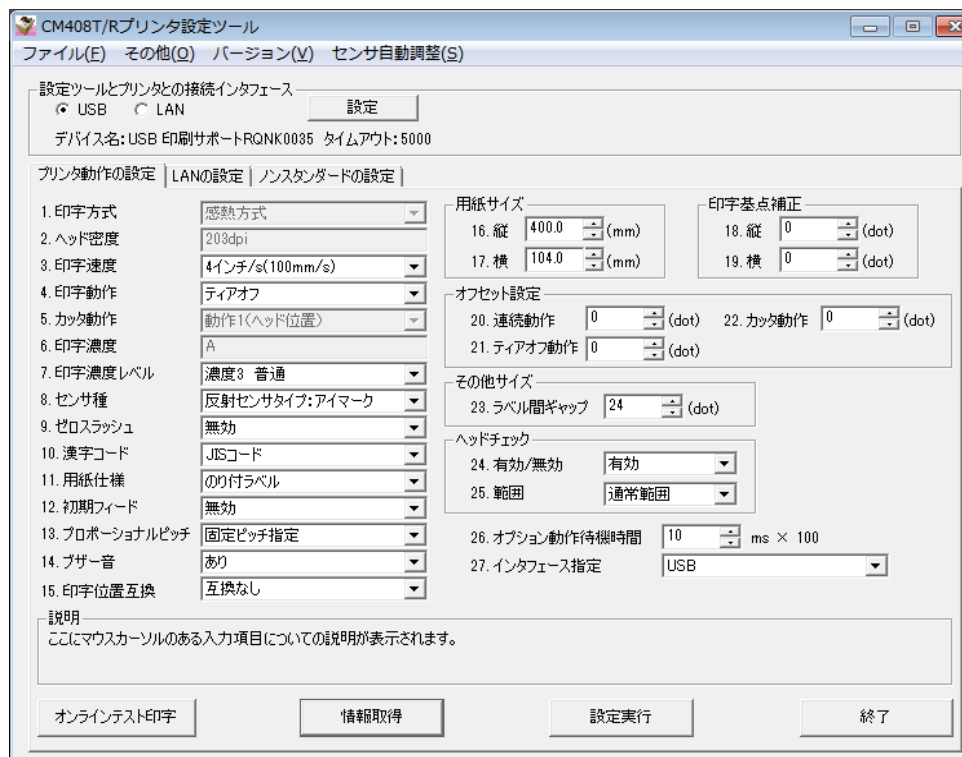 CM408T/Rプリンタ設定ツール
ファイル(F) その他(O) バージョン(V) センサ自動調整(S)
設定ツールとプリンタとの接続インタフェース
USB LAN 設定
デバイス名:USB 印刷サポートRQNK0035 タイムアウト:5000
プリンタ動作の設定 LANの設定 ノンスタンダードの設定
1.印字方式 感熱方式
2.ヘッド密度 203dpi
3.印字速度 4インチ/s(100mm/s)
4.印字動作 ティアオフ
5.カッタ動作 動作1(ヘッド位置)
6.印字濃度 A
7.印字濃度レベル 濃度3 普通
8.センサ種 反射センサタイプ:アイマーク
9.ゼロスラッシュ 無効
10.漢字コード JISコード
11.用紙仕様 のり付ラベル
12.初期フィード 無効
13.プロポーショナルピッチ 固定ピッチ指定
14.ブザー音 あり
15.印字位置互換 互換なし
用紙サイズ
16.縦 400.0 (mm)
17.横 104.0 (mm)
印字基点補正
18.縦 0 (dot)
19.横 0 (dot)
オフセット設定
20.連続動作 0 (dot) 22.カッタ動作 0 (dot)
21.ティアオフ動作 0 (dot)
その他サイズ
23.ラベル間ギャップ 24 (dot)
ヘッドチェック
24.有効/無効 有効
25.範囲 通常範囲
26.オプション動作待機時間 10 ms × 100
27.インタフェース指定 USB
説明
ここにマウスカーソルのある入力項目についての説明が表示されます。
オンラインテスト印字 情報取得 設定実行 終了